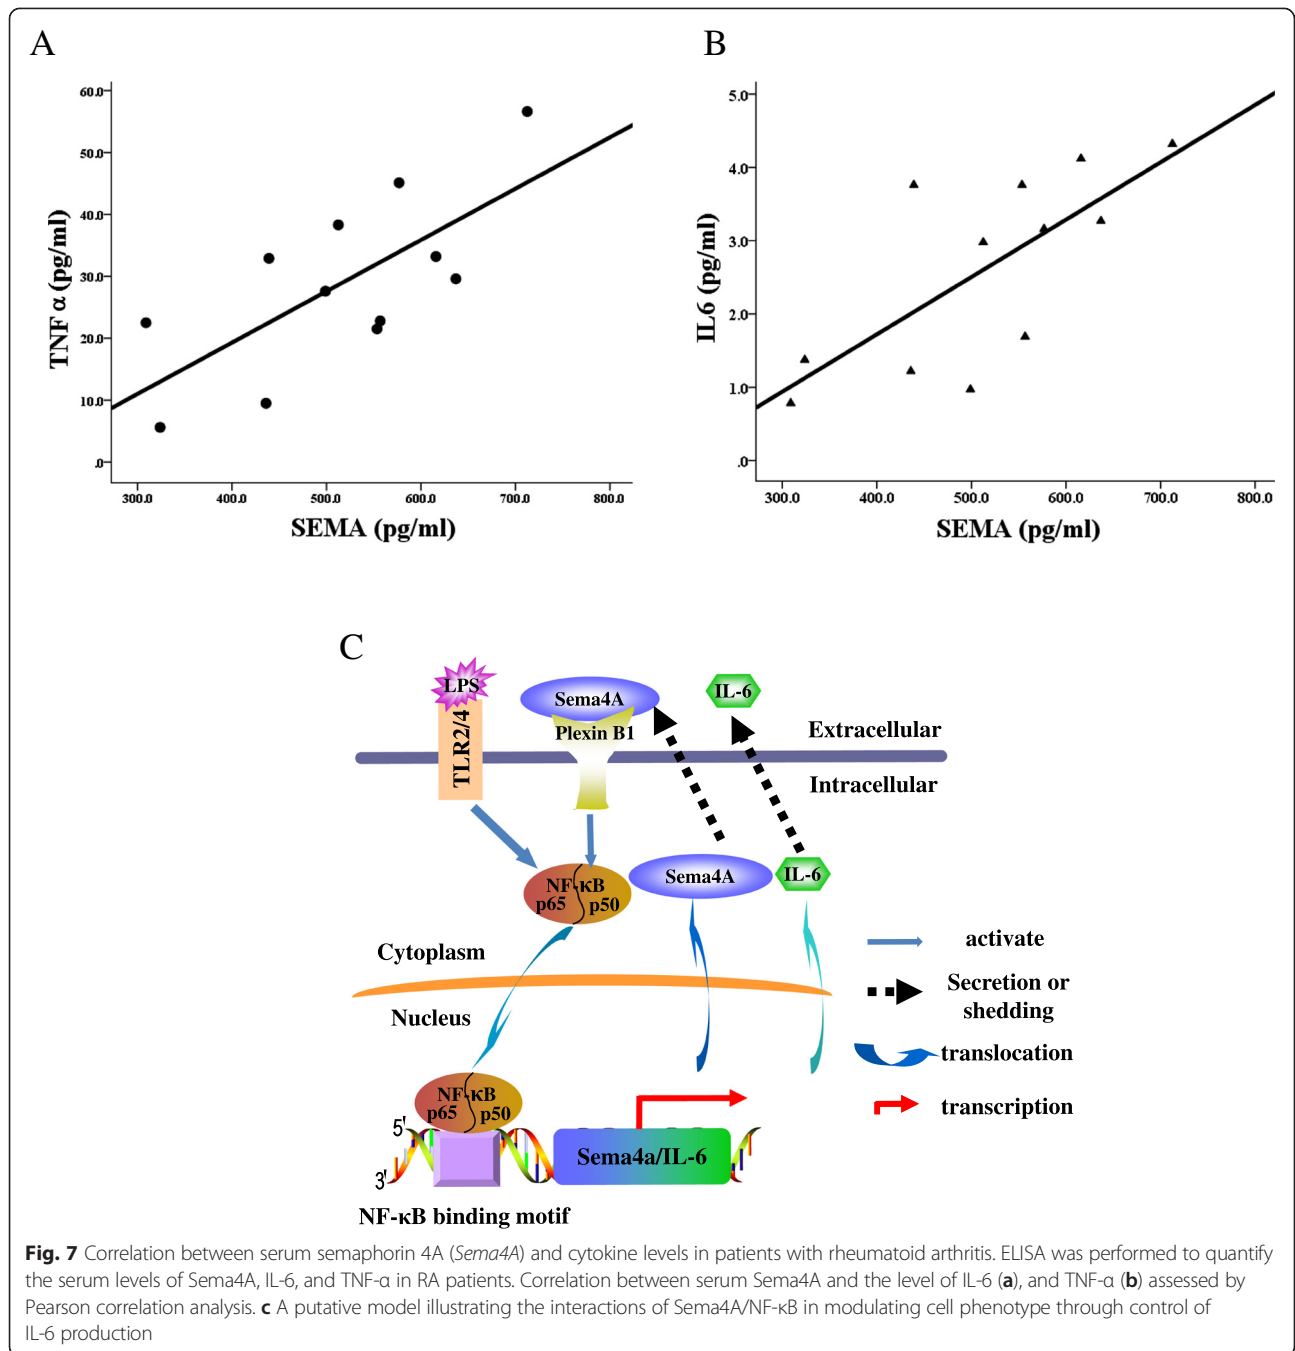 A
B
60.0
50.0
40.0
30.0
20.0
10.0
.0
TNF α (pg/ml)
300.0 400.0 500.0 600.0 700.0 800.0
SEMA (pg/ml)
5.0
4.0
3.0
2.0
1.0
.0
IL6 (pg/ml)
300.0 400.0 500.0 600.0 700.0 800.0
SEMA (pg/ml)
C
LPS
TLR2/4
Sema4A
Plexin B1
IL-6
Extracellular
Intracellular
NF-κB
p65 p50
Sema4A
IL-6
Cytoplasm
Nucleus
activate
Secretion or
shedding
translocation
transcription
NF-κB
p65 p50
5'
3'
Sema4a/IL-6
NF-κB binding motif
Fig. 7 Correlation between serum semaphorin 4A (Sema4A) and cytokine levels in patients with rheumatoid arthritis. ELISA was performed to quantify
the serum levels of Sema4A, IL-6, and TNF-α in RA patients. Correlation between serum Sema4A and the level of IL-6 (a), and TNF-α (b) assessed by
Pearson correlation analysis. c A putative model illustrating the interactions of Sema4A/NF-κB in modulating cell phenotype through control of
IL-6 production